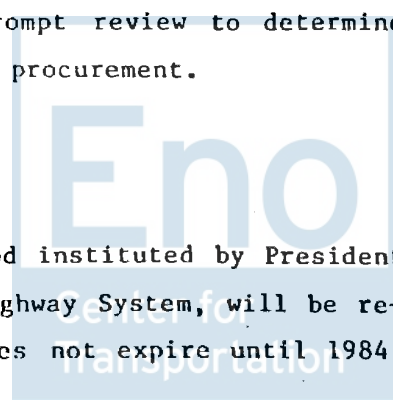 rompt review to determine
procurement.
Eno
ed instituted by President
ghway System, will be re-
Center for
es not expire until 1984
Transportation